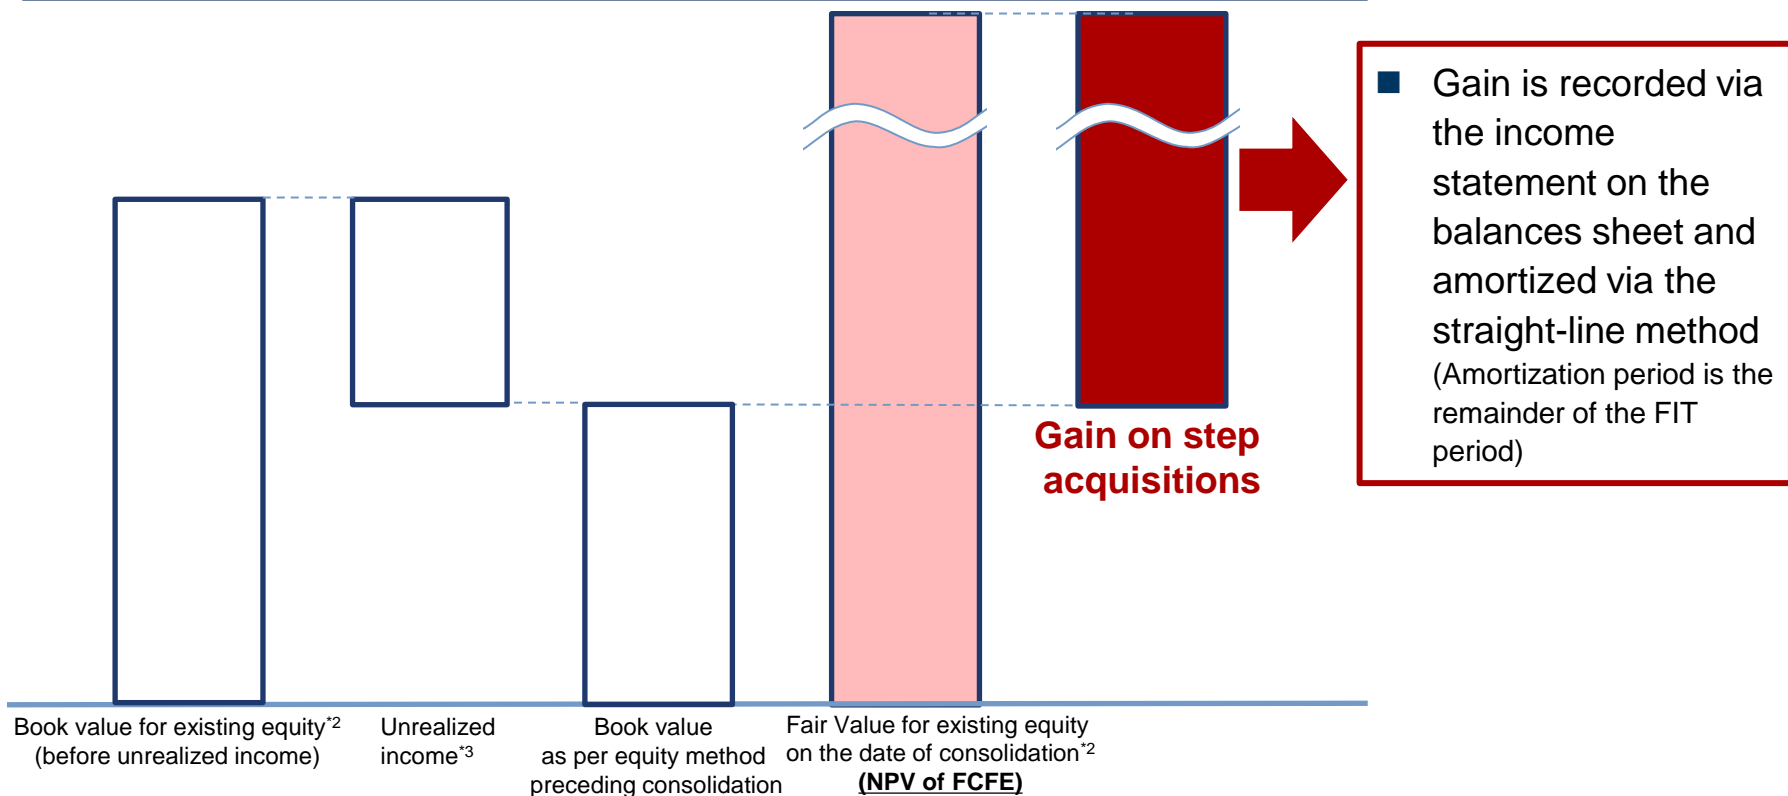 ■ Gain is recorded via
the income
statement on the
balances sheet and
amortized via the
straight-line method
(Amortization period is the
remainder of the FIT
period)
Gain on step
acquisitions
Book value for existing equity*2
(before unrealized income)
Unrealized
income*3
Book value
as per equity method
preceding consolidation
Fair Value for existing equity
on the date of consolidation*2
(NPV of FCFE)